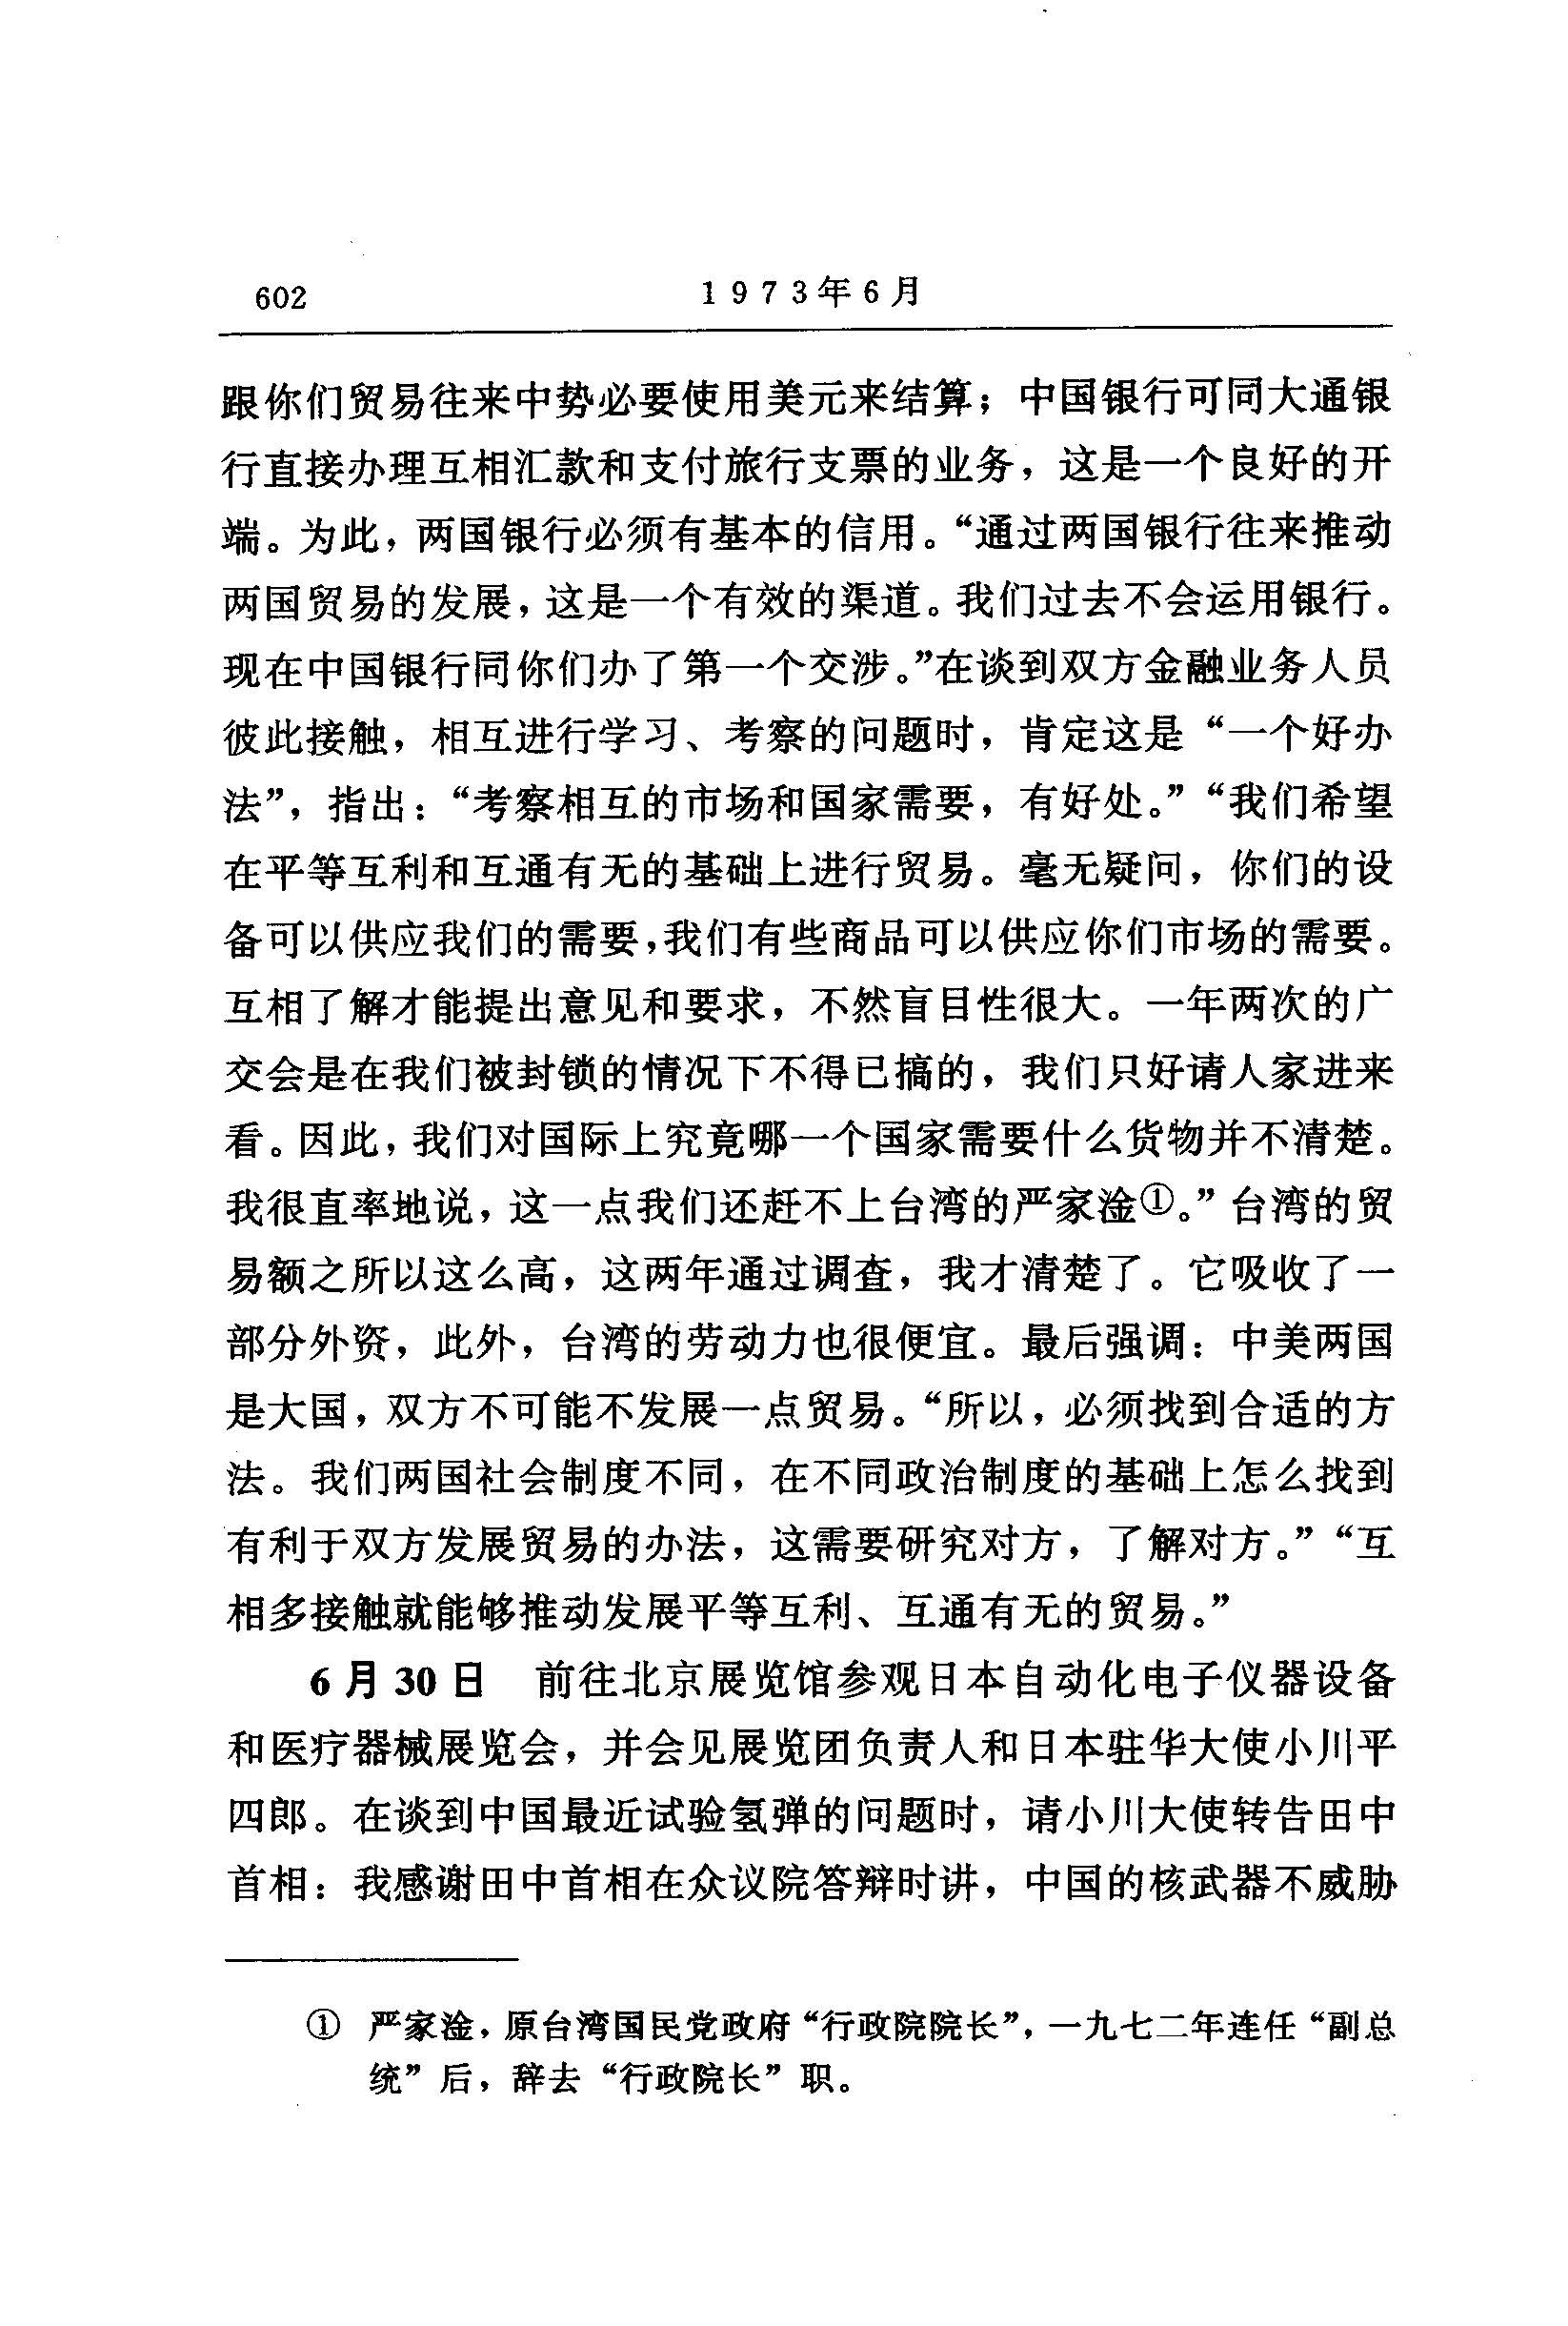 602
1973年6月
跟你们贸易往来中势必要使用美元来结算；中国银行可同大通银
行直接办理互相汇款和支付旅行支票的业务，这是一个良好的开
端。为此，两国银行必须有基本的信用。“通过两国银行往来推动
两国贸易的发展，这是一个有效的渠道。我们过去不会运用银行。
现在中国银行同你们办了第一个交涉。”在谈到双方金融业务人员
彼此接触，相互进行学习、考察的问题时，肯定这是“一个好办
法”，指出：“考察相互的市场和国家需要，有好处。”“我们希望
在平等互利和互通有无的基础上进行贸易。毫无疑问，你们的设
备可以供应我们的需要，我们有些商品可以供应你们市场的需要。
互相了解才能提出意见和要求，不然盲目性很大。一年两次的广
交会是在我们被封锁的情况下不得已搞的，我们只好请人家进来
看。因此，我们对国际上究竟哪一个国家需要什么货物并不清楚。
我很直率地说，这一点我们还赶不上台湾的严家淦①。”台湾的贸
易额之所以这么高，这两年通过调查，我才清楚了。它吸收了一
部分外资，此外，台湾的劳动力也很便宜。最后强调：中美两国
是大国，双方不可能不发展一点贸易。“所以，必须找到合适的方
法。我们两国社会制度不同，在不同政治制度的基础上怎么找到
有利于双方发展贸易的办法，这需要研究对方，了解对方。”“互
相多接触就能够推动发展平等互利、互通有无的贸易。”
6月30日 前往北京展览馆参观日本自动化电子仪器设备
和医疗器械展览会，并会见展览团负责人和日本驻华大使小川平
四郎。在谈到中国最近试验氢弹的问题时，请小川大使转告田中
首相：我感谢田中首相在众议院答辩时讲，中国的核武器不威胁
① 严家淦，原台湾国民党政府“行政院院长”，一九七二年连任“副总
统”后，辞去“行政院长”职。